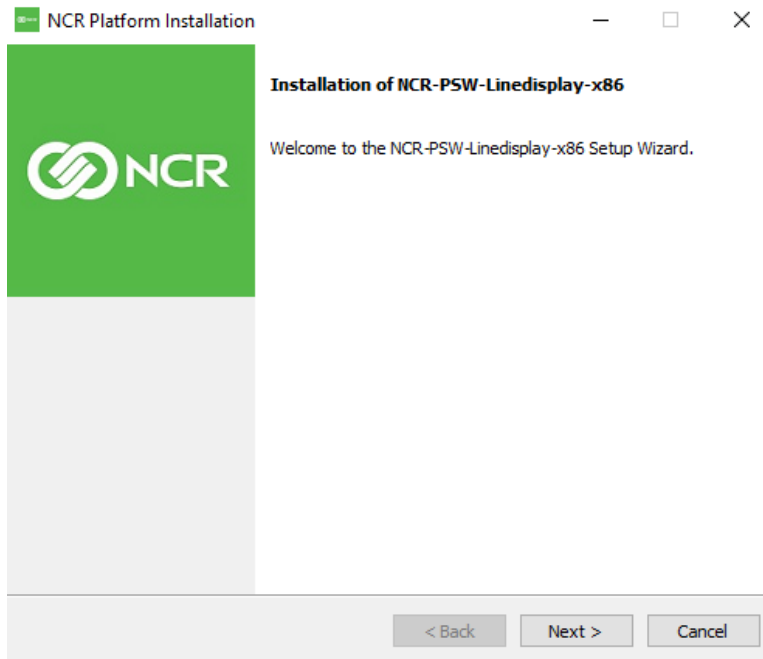 NCR Platform Installation
Installation of NCR-PSW-Linedisplay-x86
Welcome to the NCR-PSW-Linedisplay-x86 Setup Wizard.
NCR
< Back
Next >
Cancel